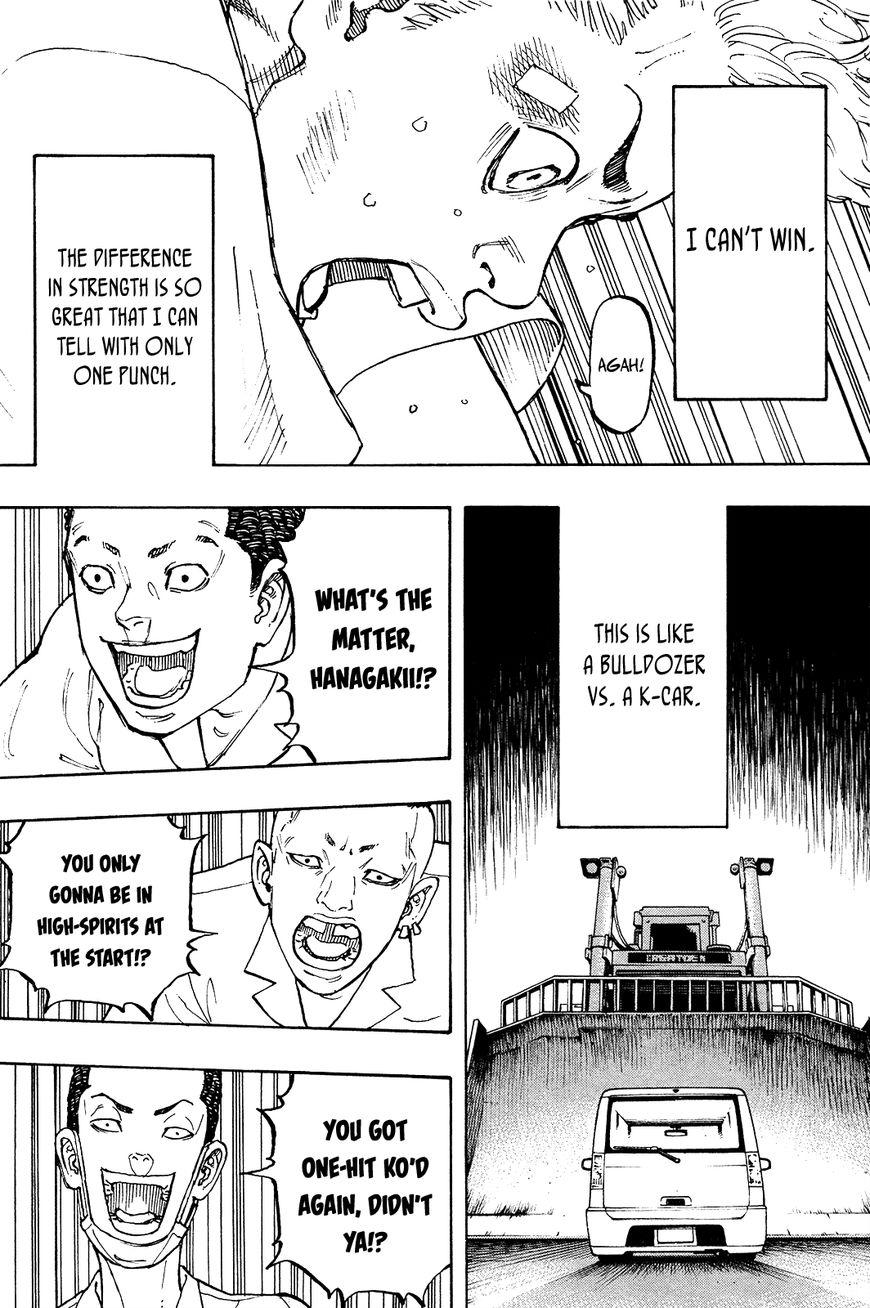 I CAN'T WIN.
AGAH!
THE DIFFERENCE
IN STRENGTH IS SO
GREAT THAT I CAN
TELL WITH ONLY
ONE PUNCH.
THIS IS LIKE
A BULLDOZER
VS. A K-CAR.
WHAT'S THE
MATTER,
HANAGAKII!?
YOU ONLY
GONNA BE IN
HIGH-SPIRITS AT
THE START!?
YOU GOT
ONE-HIT KO'D
AGAIN, DIDN'T
YA!?